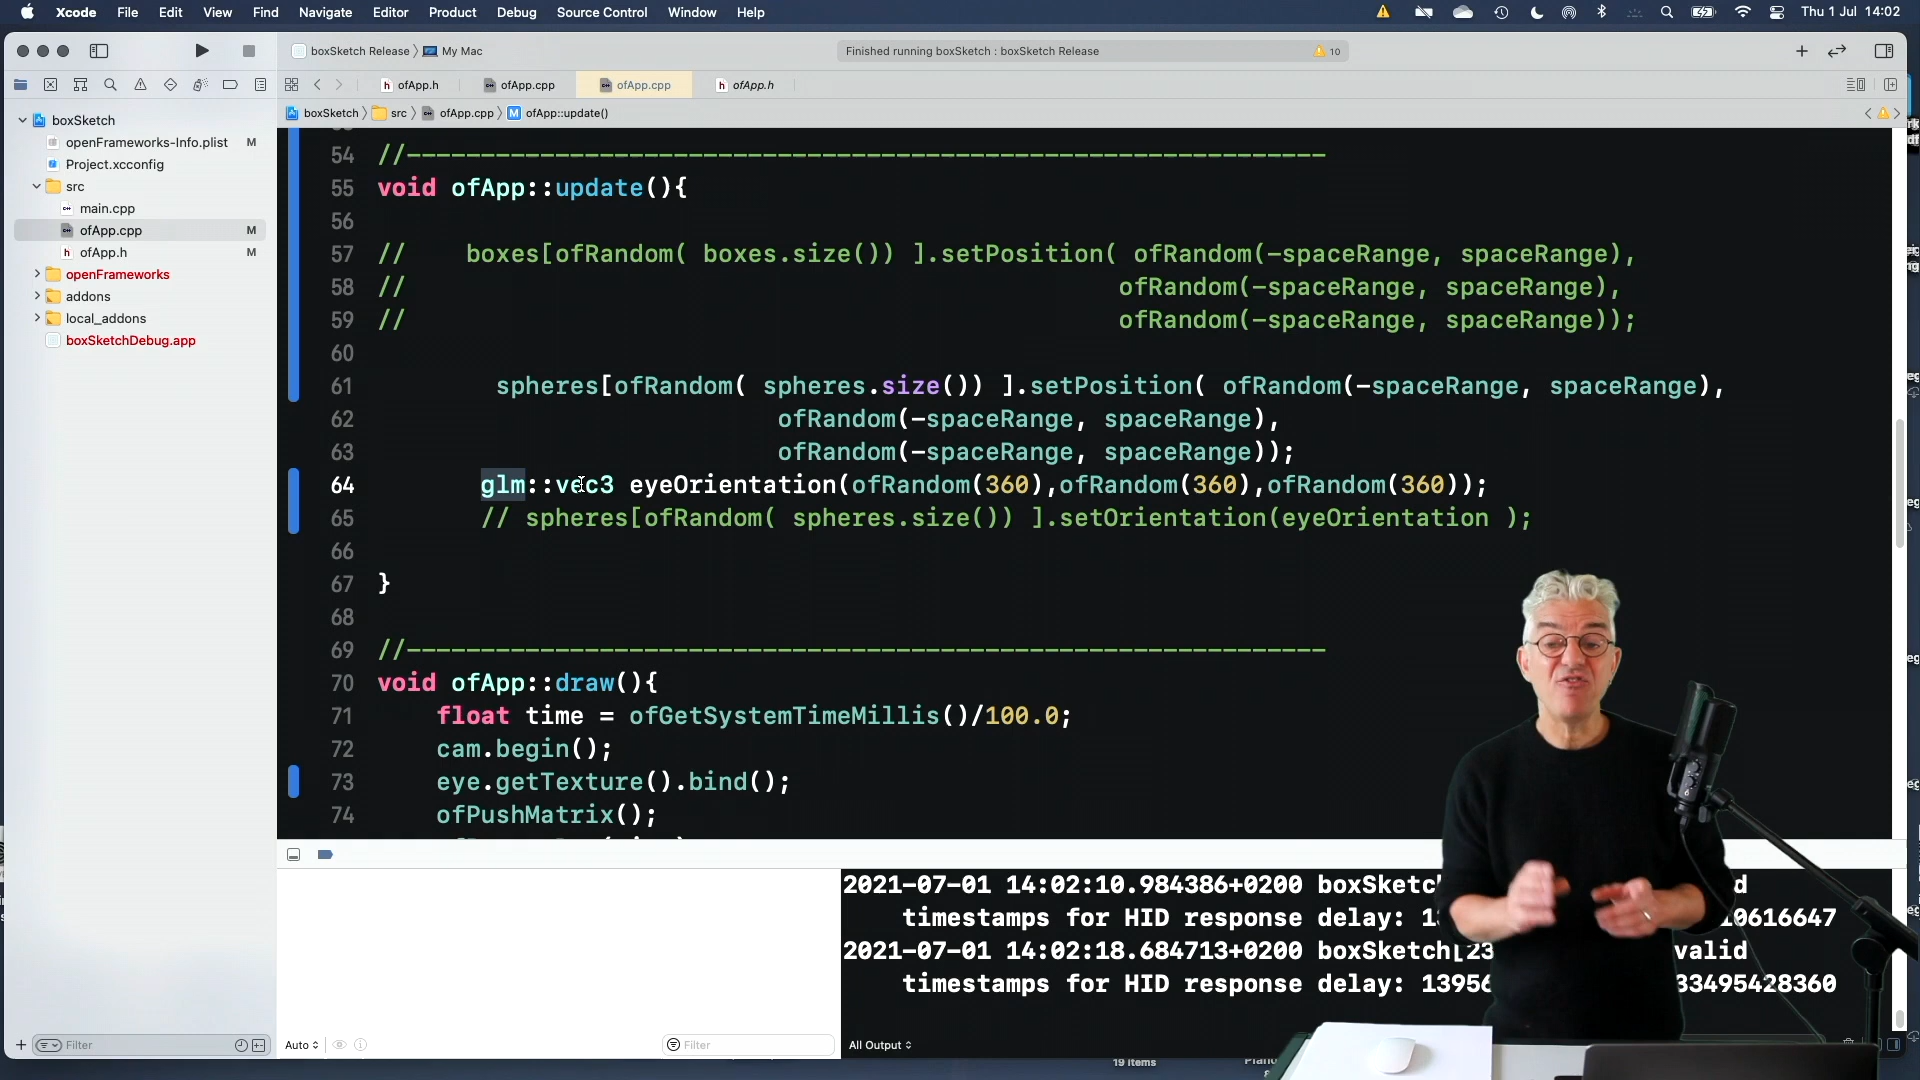 Xcode File Edit View Find Navigate Editor Product Debug Source Control Window Help Thu 1 Jul 14:02
boxSketch Release My Mac Finished running boxSketch : boxSketch Release 10
ofApp.h ofApp.cpp ofApp.cpp ofApp.h
boxSketch src ofApp.cpp M ofApp::update()
boxSketch
openFrameworks-Info.plist M
Project.xcconfig
src
main.cpp
ofApp.cpp M
ofApp.h M
openFrameworks
addons
local_addons
boxSketchDebug.app
54 //--------------------------------------------------------------
55 void ofApp::update(){
56
57 // boxes[ofRandom( boxes.size()) ].setPosition( ofRandom(-spaceRange, spaceRange),
58 // ofRandom(-spaceRange, spaceRange),
59 // ofRandom(-spaceRange, spaceRange));
60
61 spheres[ofRandom( spheres.size()) ].setPosition( ofRandom(-spaceRange, spaceRange),
62 ofRandom(-spaceRange, spaceRange),
63 ofRandom(-spaceRange, spaceRange));
64 glm::vec3 eyeOrientation(ofRandom(360),ofRandom(360),ofRandom(360));
65 // spheres[ofRandom( spheres.size()) ].setOrientation(eyeOrientation );
66
67 }
68
69 //--------------------------------------------------------------
70 void ofApp::draw(){
71 float time = ofGetSystemTimeMillis()/100.0;
72 cam.begin();
73 eye.getTexture().bind();
74 ofPushMatrix();
2021-07-01 14:02:10.984386+0200 boxSketc
timestamps for HID response delay: 1 10616647
2021-07-01 14:02:18.684713+0200 boxSketch[23 valid
timestamps for HID response delay: 1395 33495428360
Filter Auto Filter All Output
19 items